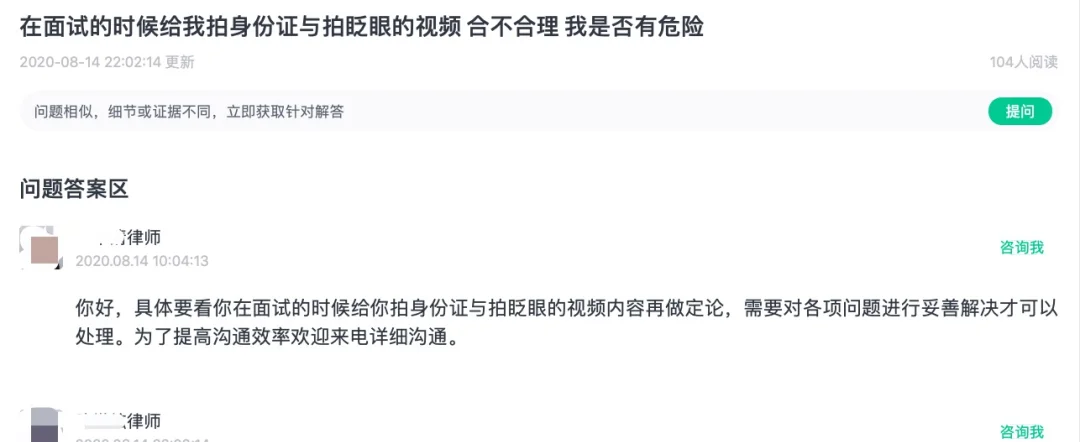 在面试的时候给我拍身份证与拍眨眼的视频 合不合理 我是否有危险
2020-08-14 22:02:14 更新
104人阅读
问题相似，细节或证据不同，立即获取针对解答
提问
问题答案区
律师
咨询我
2020.08.14 10:04:13
你好，具体要看你在面试的时候给你拍身份证与拍眨眼的视频内容再做定论，需要对各项问题进行妥善解决才可以
处理。为了提高沟通效率欢迎来电详细沟通。
律师
咨询我